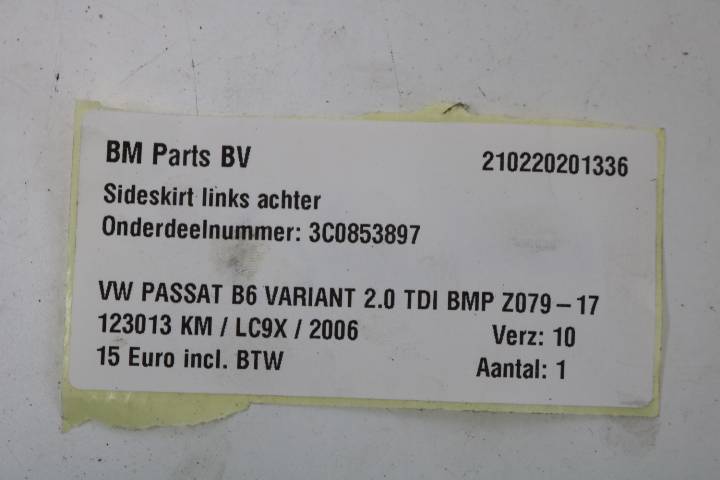 BM Parts BV 210220201336
Sideskirt links achter
Onderdeelnummer: 3C0853897
VW PASSAT B6 VARIANT 2.0 TDI BMP Z079-17
123013 KM / LC9X / 2006 Verz: 10
15 Euro incl. BTW Aantal: 1